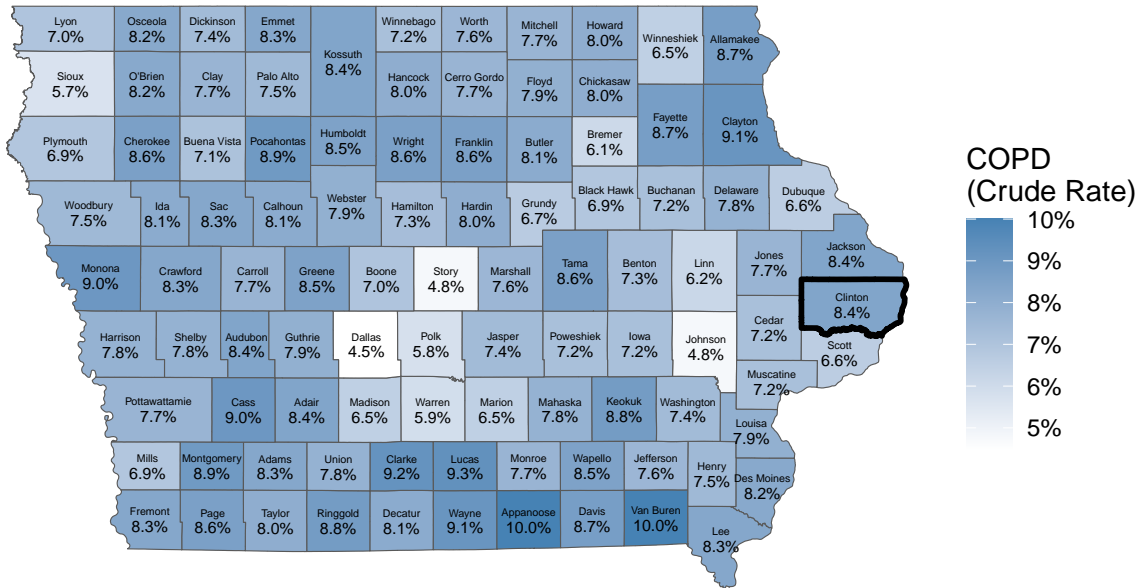 Lyon
7.0%
Osceola
8.2%
Dickinson
7.4%
Emmet
8.3%
Kossuth
8.4%
Winnebago
7.2%
Worth
7.6%
Mitchell
7.7%
Howard
8.0%
Winneshiek
6.5%
Allamakee
8.7%
Sioux
5.7%
O'Brien
8.2%
Clay
7.7%
Palo Alto
7.5%
Hancock
8.0%
Cerro Gordo
7.7%
Floyd
7.9%
Chickasaw
8.0%
Fayette
8.7%
Clayton
9.1%
Plymouth
6.9%
Cherokee
8.6%
Buena Vista
7.1%
Pocahontas
8.9%
Humboldt
8.5%
Wright
8.6%
Franklin
8.6%
Butler
8.1%
Bremer
6.1%
Woodbury
7.5%
Ida
8.1%
Sac
8.3%
Calhoun
8.1%
Webster
7.9%
Hamilton
7.3%
Hardin
8.0%
Grundy
6.7%
Black Hawk
6.9%
Buchanan
7.2%
Delaware
7.8%
Dubuque
6.6%
Monona
9.0%
Crawford
8.3%
Carroll
7.7%
Greene
8.5%
Boone
7.0%
Story
4.8%
Marshall
7.6%
Tama
8.6%
Benton
7.3%
Linn
6.2%
Jones
7.7%
Jackson
8.4%
Clinton
8.4%
Harrison
7.8%
Shelby
7.8%
Audubon
8.4%
Guthrie
7.9%
Dallas
4.5%
Polk
5.8%
Jasper
7.4%
Poweshiek
7.2%
Iowa
7.2%
Johnson
4.8%
Cedar
7.2%
Scott
6.6%
Muscatine
7.2%
Pottawattamie
7.7%
Cass
9.0%
Adair
8.4%
Madison
6.5%
Warren
5.9%
Marion
6.5%
Mahaska
7.8%
Keokuk
8.8%
Washington
7.4%
Louisa
7.9%
Mills
6.9%
Montgomery
8.9%
Adams
8.3%
Union
7.8%
Clarke
9.2%
Lucas
9.3%
Monroe
7.7%
Wapello
8.5%
Jefferson
7.6%
Henry
7.5%
Des Moines
8.2%
Fremont
8.3%
Page
8.6%
Taylor
8.0%
Ringgold
8.8%
Decatur
8.1%
Wayne
9.1%
Appanoose
10.0%
Davis
8.7%
Van Buren
10.0%
Lee
8.3%
COPD
(Crude Rate)
10%
9%
8%
7%
6%
5%